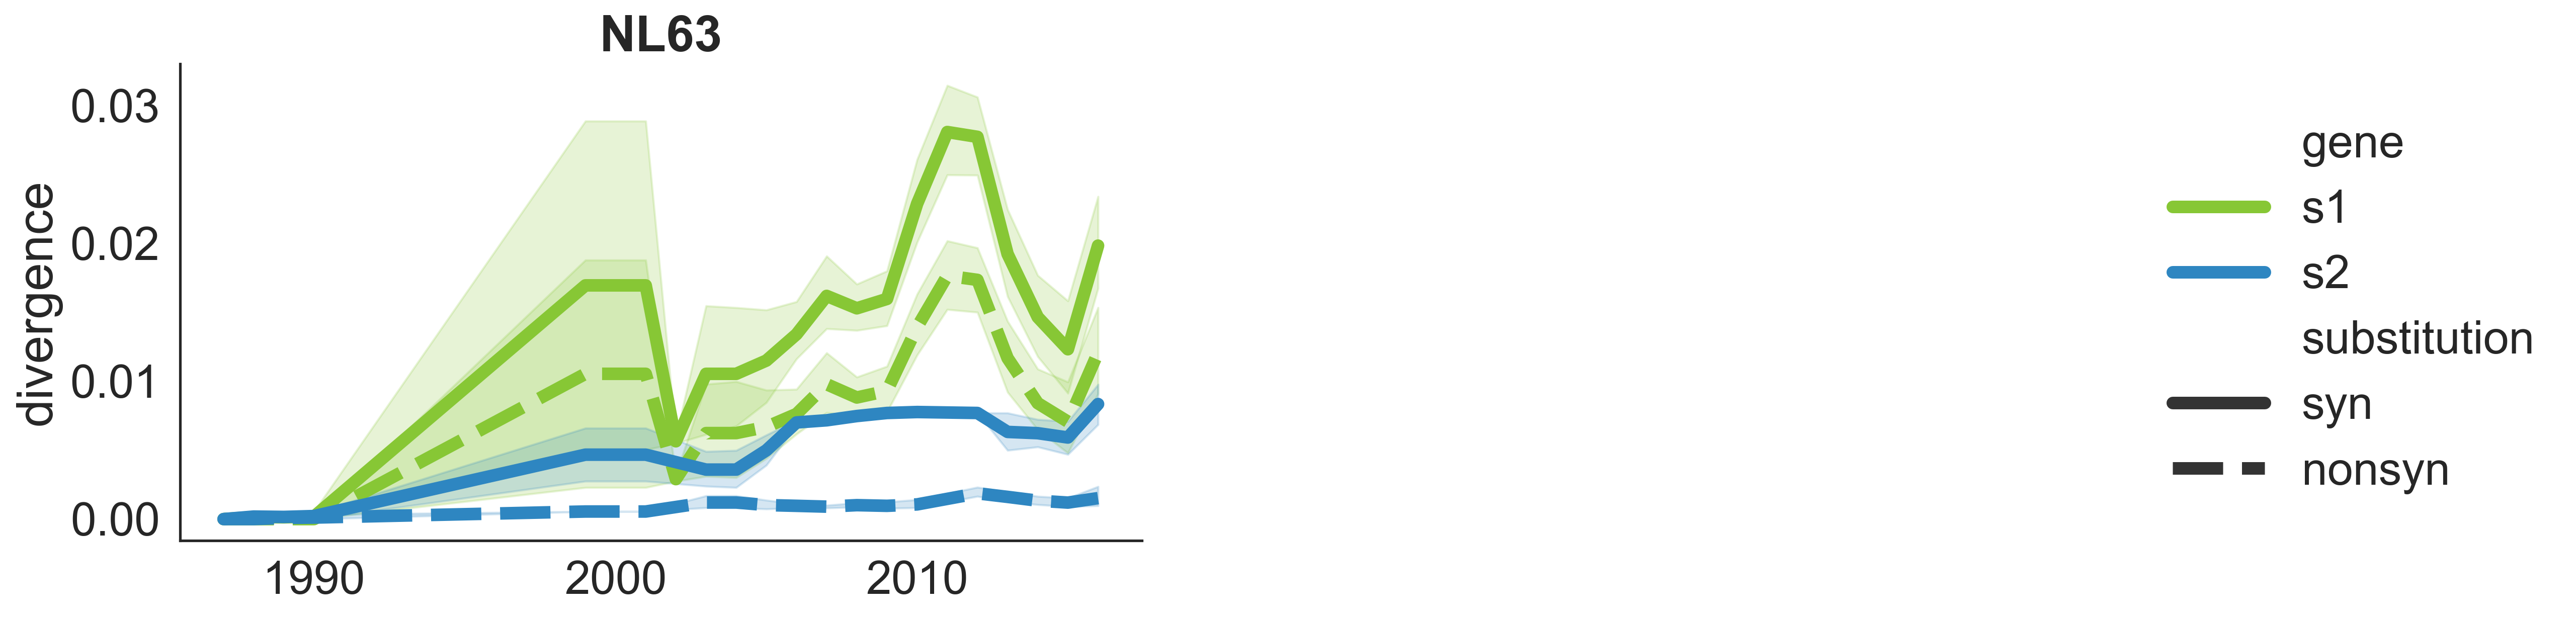 NL63
divergence
0.03
0.02
0.01
0.00
1990
2000
2010
gene
s1
s2
substitution
syn
nonsyn